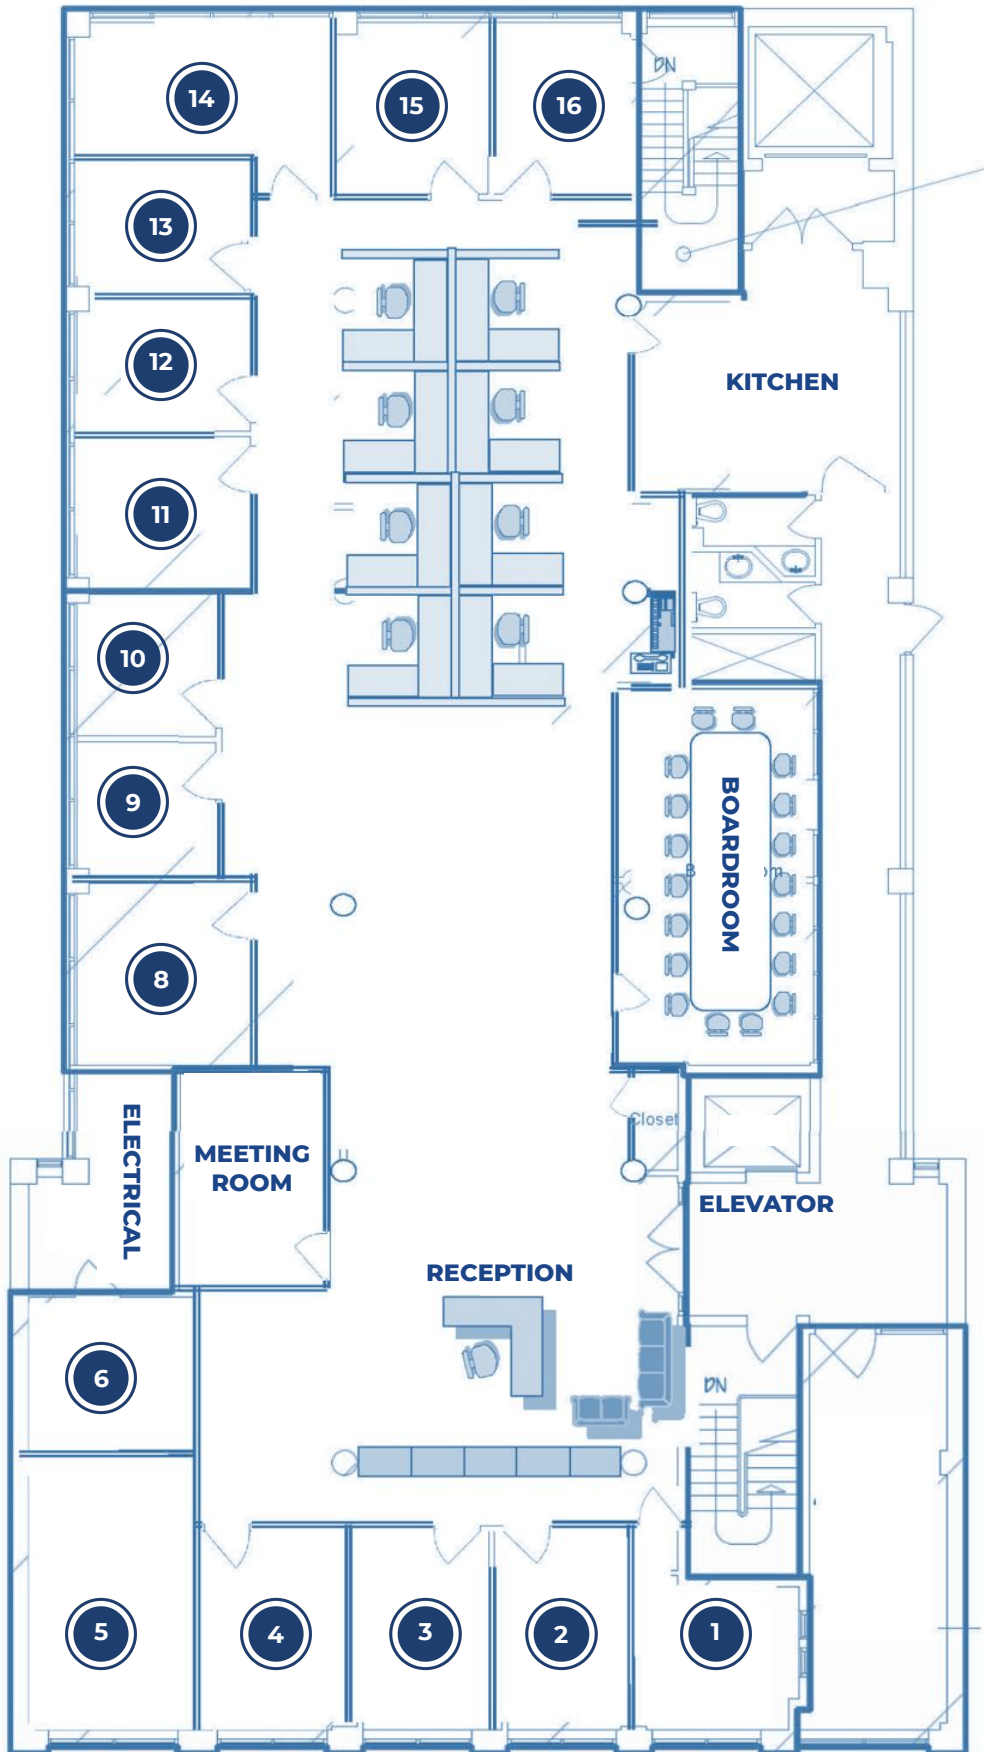 14
15
16
DN
13
12
KITCHEN
11
10
9
BOARDROOM
8
ELECTRICAL
MEETING
ROOM
Closet
ELEVATOR
RECEPTION
6
DN
5
4
3
2
1